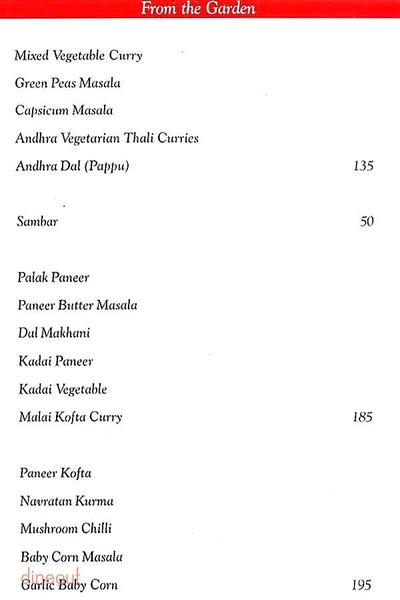 From the Garden
Mixed Vegetable Curry
Green Peas Masala
Capsicum Masala
Andhra Vegetarian Thali Curries
Andhra Dal (Pappu) 135
Sambar 50
Palak Paneer
Paneer Butter Masala
Dal Makhani
Kadai Paneer
Kadai Vegetable
Malai Kofta Curry 185
Paneer Kofta
Navratan Kurma
Mushroom Chilli
Baby Corn Masala
dineout
Garlic Baby Corn 195